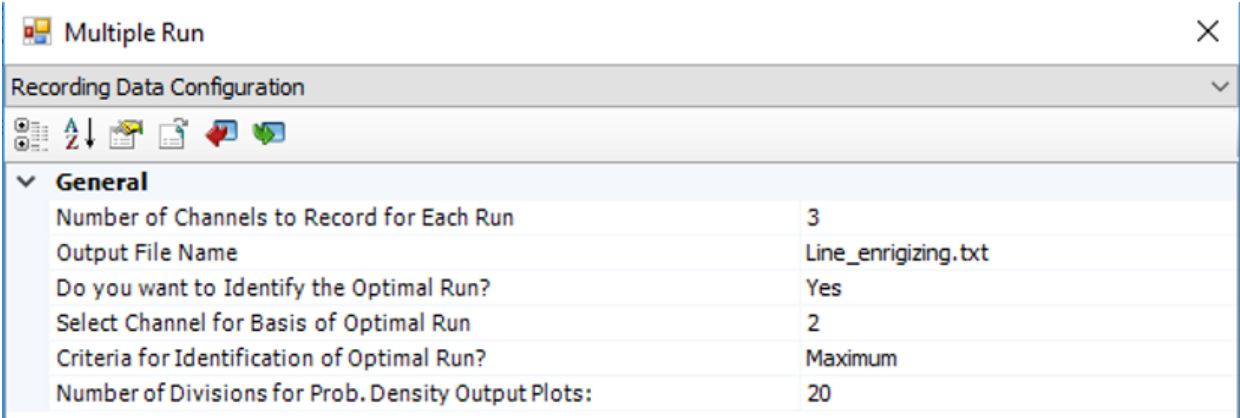 Multiple Run
Recording Data Configuration
General
Number of Channels to Record for Each Run 3
Output File Name Line_enrigizing.txt
Do you want to Identify the Optimal Run? Yes
Select Channel for Basis of Optimal Run 2
Criteria for Identification of Optimal Run? Maximum
Number of Divisions for Prob. Density Output Plots: 20